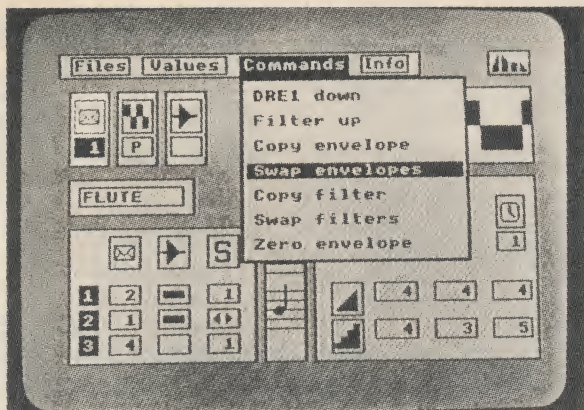 Files Values Commands Info
DRE1 down
Filter up
Copy envelope
Swap envelopes
Copy filter
Swap filters
Zero envelope
1 P
FLUTE
1
S
1 2 1
2 1
3 4 1
4 4 4
4 3 5